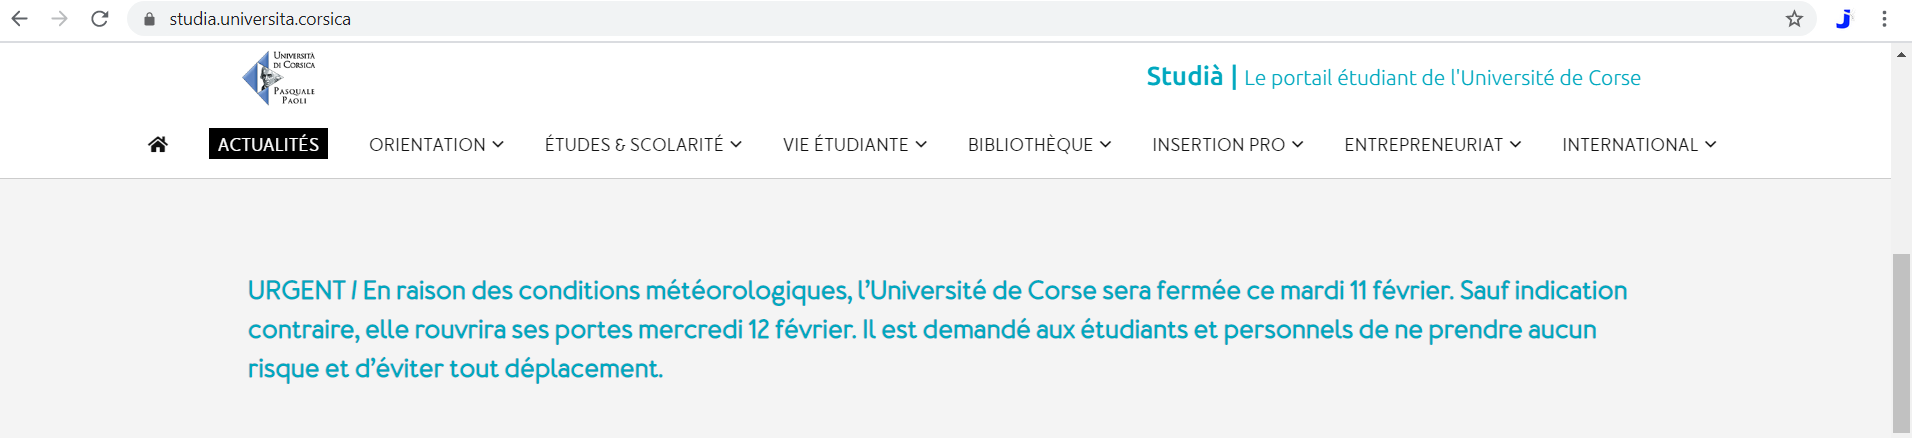 studia.universita.corsica
Università
di Corsica
Pasquale
Paoli
Studià | Le portail étudiant de l'Université de Corse
ACTUALITÉS ORIENTATION ÉTUDES & SCOLARITÉ VIE ÉTUDIANTE BIBLIOTHÈQUE INSERTION PRO ENTREPRENEURIAT INTERNATIONAL
URGENT / En raison des conditions météorologiques, l’Université de Corse sera fermée ce mardi 11 février. Sauf indication
contraire, elle rouvrira ses portes mercredi 12 février. Il est demandé aux étudiants et personnels de ne prendre aucun
risque et d’éviter tout déplacement.